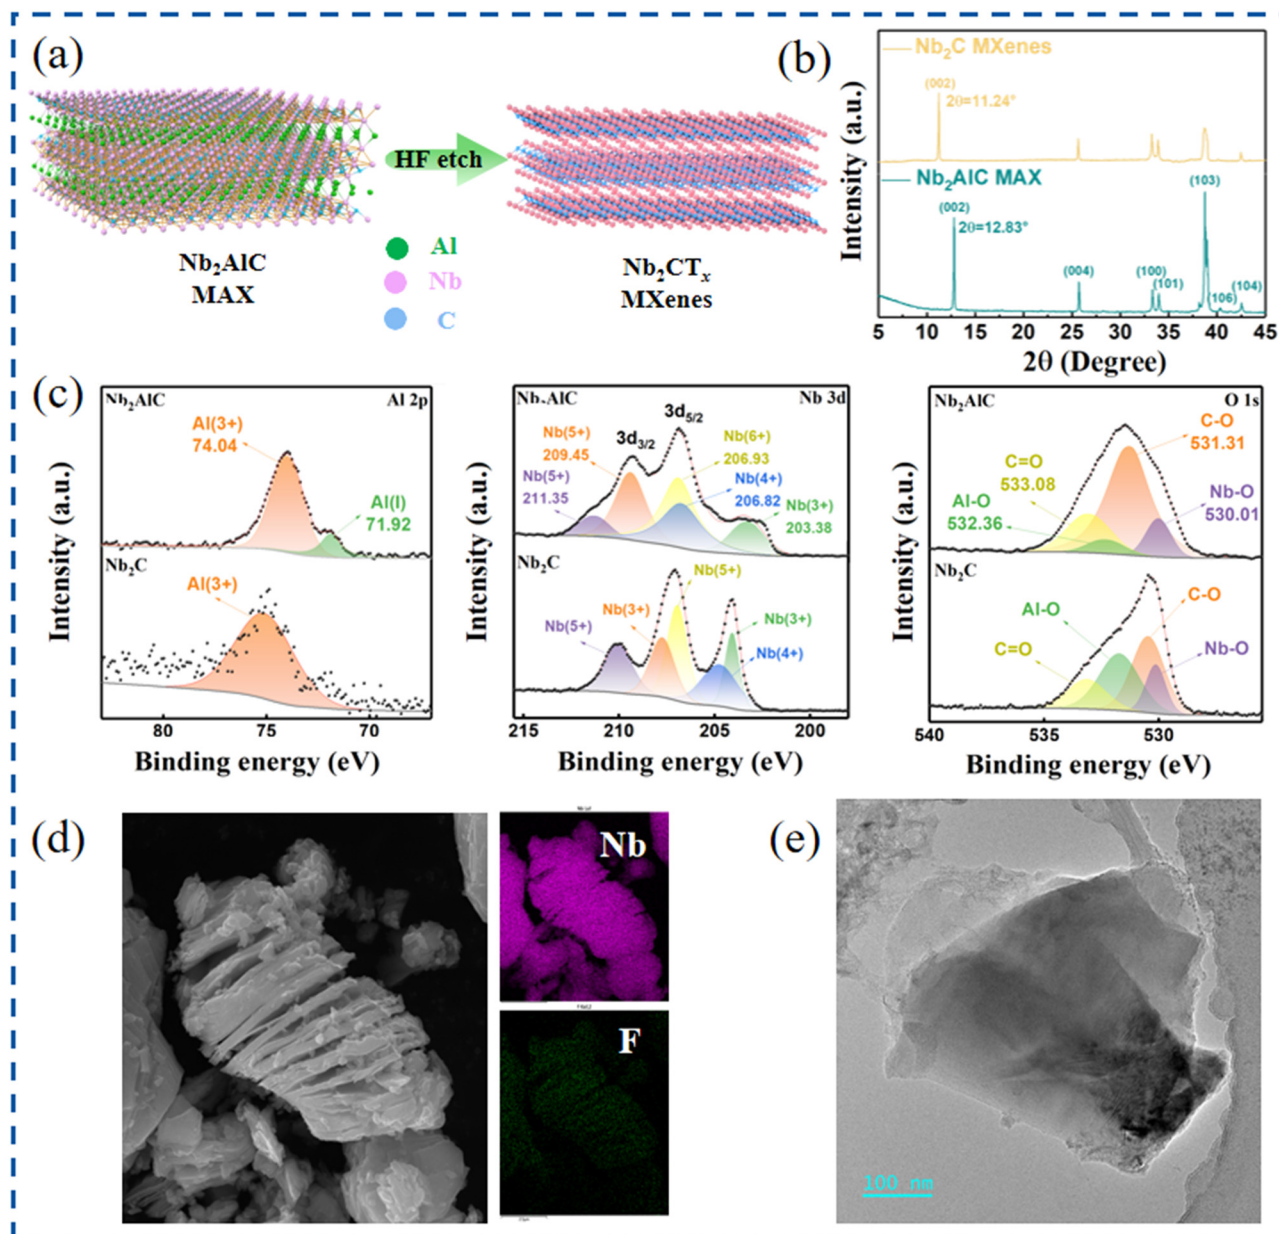 (a)
HF etch
Nb₂AlC
MAX
Al
Nb
C
Nb₂CTₓ
MXenes
(b)
Intensity (a.u.)
Nb₂C MXenes
(002)
2θ=11.24°
Nb₂AlC MAX
(002)
2θ=12.83°
(004)
(100)
(101)
(103)
(106)
(104)
5 10 15 20 25 30 35 40 45
2θ (Degree)
(c)
Intensity (a.u.)
Nb₂AlC
Al 2p
Al(3+)
74.04
Al(I)
71.92
Nb₂C
Al(3+)
80 75 70
Binding energy (eV)
Intensity (a.u.)
Nb₂AlC
Nb 3d
3d₅/₂
3d₃/₂
Nb(5+)
209.45
Nb(6+)
206.93
Nb(5+)
211.35
Nb(4+)
206.82
Nb(3+)
203.38
Nb₂C
Nb(5+)
Nb(3+)
Nb(5+)
Nb(3+)
Nb(4+)
215 210 205 200
Binding energy (eV)
Intensity (a.u.)
Nb₂AlC
O 1s
C-O
531.31
C=O
533.08
Al-O
532.36
Nb-O
530.01
Nb₂C
Al-O
C-O
C=O
Nb-O
540 535 530
Binding energy (eV)
(d)
Nb
F
(e)
100 nm